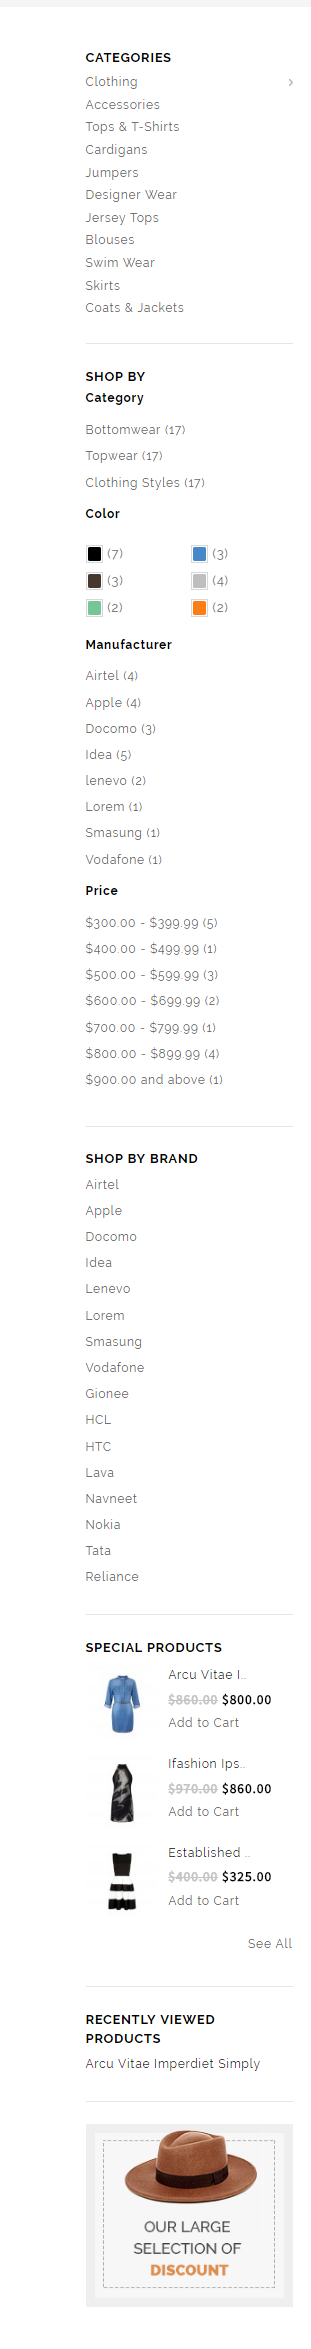 CATEGORIES
Clothing
Accessories
Tops & T-Shirts
Cardigans
Jumpers
Designer Wear
Jersey Tops
Blouses
Swim Wear
Skirts
Coats & Jackets
SHOP BY
Category
Bottomwear (17)
Topwear (17)
Clothing Styles (17)
Color
(7) (3)
(3) (4)
(2) (2)
Manufacturer
Airtel (4)
Apple (4)
Docomo (3)
Idea (5)
lenevo (2)
Lorem (1)
Smasung (1)
Vodafone (1)
Price
$300.00 - $399.99 (5)
$400.00 - $499.99 (1)
$500.00 - $599.99 (3)
$600.00 - $699.99 (2)
$700.00 - $799.99 (1)
$800.00 - $899.99 (4)
$900.00 and above (1)
SHOP BY BRAND
Airtel
Apple
Docomo
Idea
Lenevo
Lorem
Smasung
Vodafone
Gionee
HCL
HTC
Lava
Navneet
Nokia
Tata
Reliance
SPECIAL PRODUCTS
Arcu Vitae I..
$860.00 $800.00
Add to Cart
Ifashion Ips..
$970.00 $860.00
Add to Cart
Established ..
$400.00 $325.00
Add to Cart
See All
RECENTLY VIEWED
PRODUCTS
Arcu Vitae Imperdiet Simply
OUR LARGE
SELECTION OF
DISCOUNT